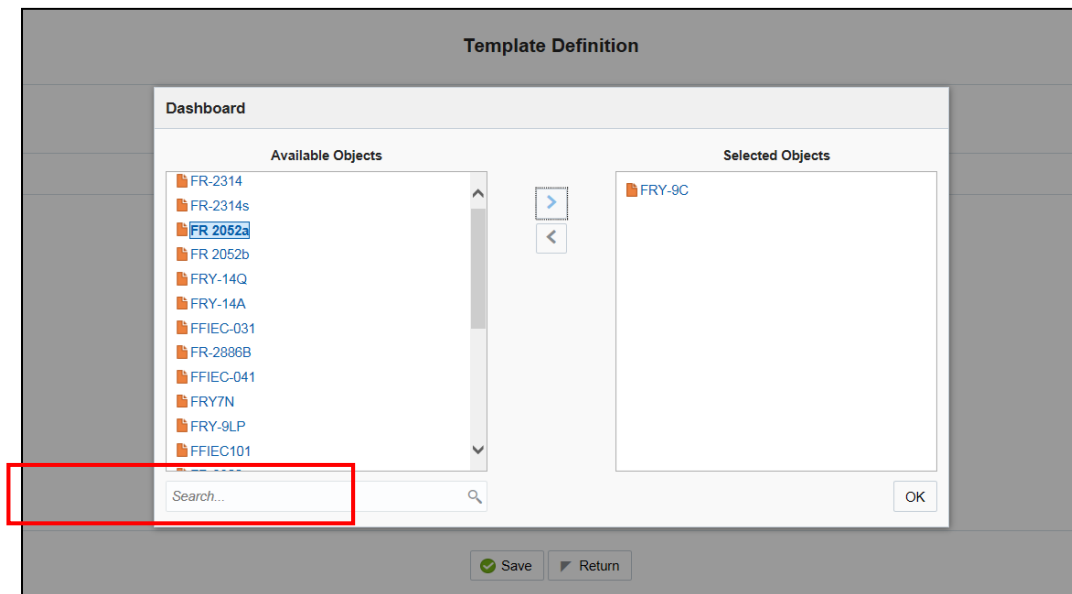 Template Definition
Dashboard
Available Objects
Selected Objects
FR-2314
FR-2314s
FR 2052a
FR 2052b
FRY-14Q
FRY-14A
FFIEC-031
FR-2886B
FFIEC-041
FRY7N
FRY-9LP
FFIEC101
FRY-9C
Search...
OK
Save
Return